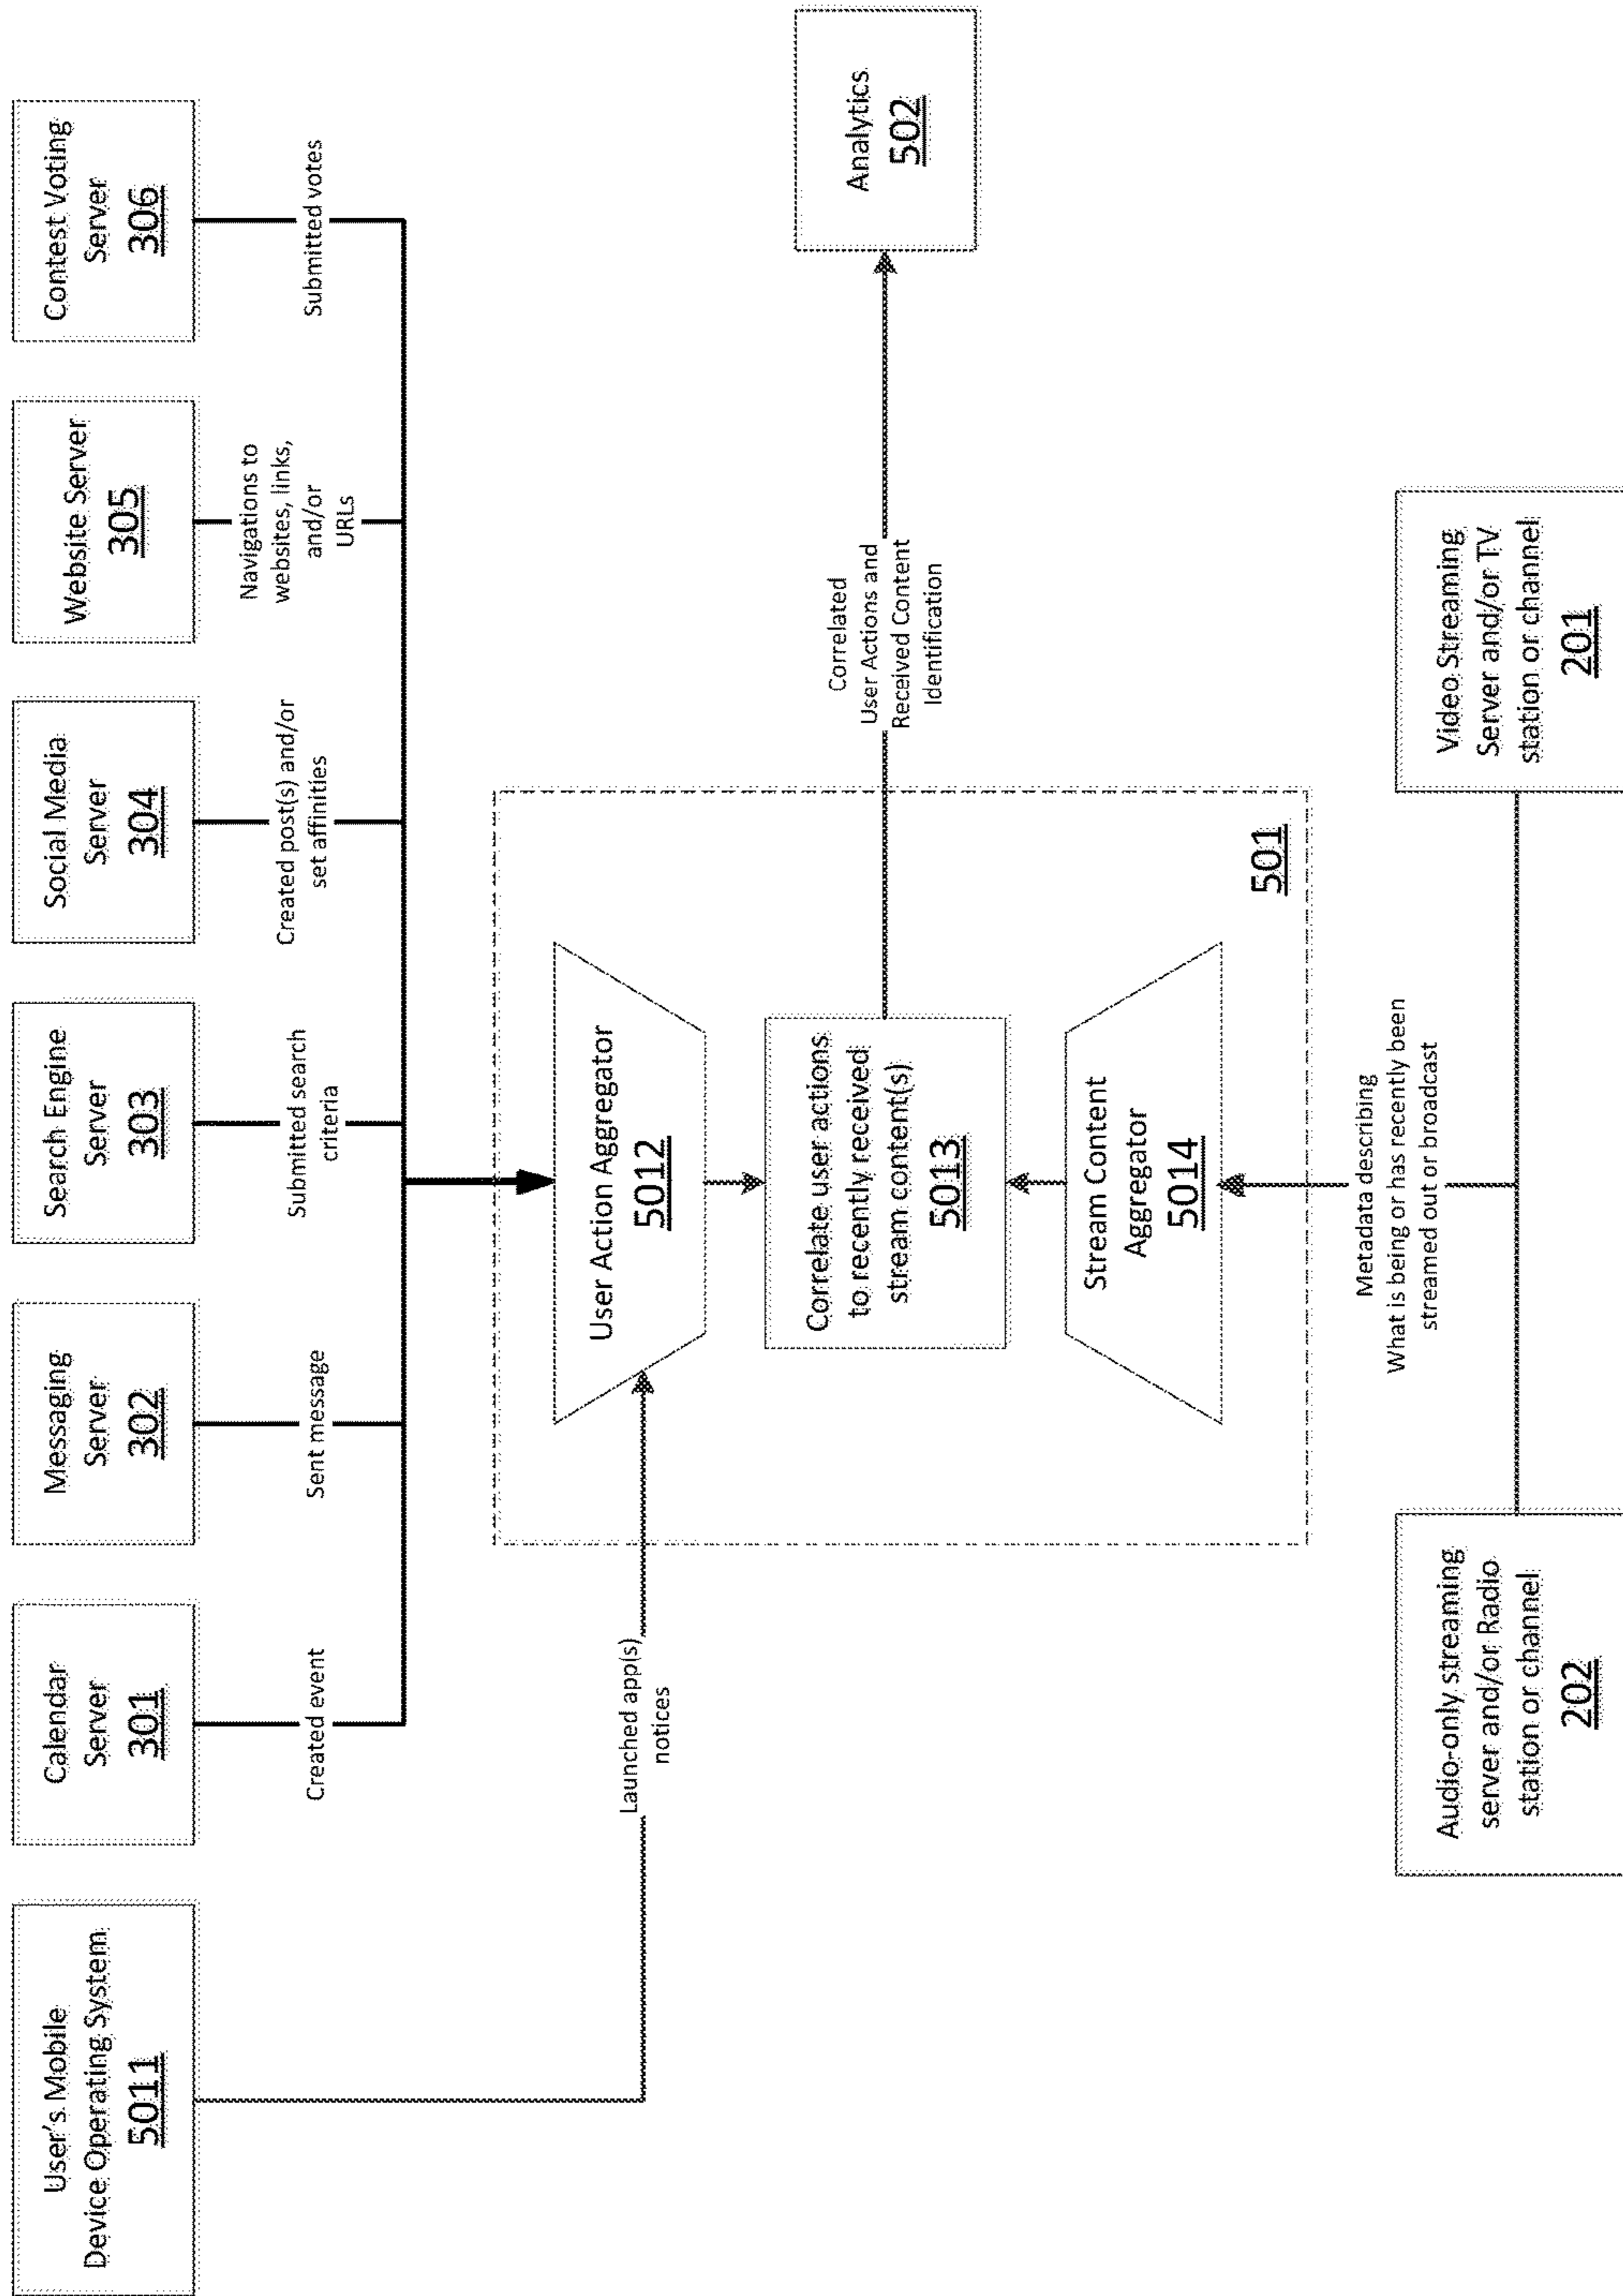 User's Mobile
Device Operating System
5011
Calendar
Server
301
Messaging
Server
302
Search Engine
Server
303
Social Media
Server
304
Website Server
305
Contest Voting
Server
306
Created event
Sent message
Submitted search
criteria
Created post(s) and/or
set affinities
Navigations to
websites, links,
and/or
URLs
Submitted votes
Launched app(s)
notices
User Action Aggregator
5012
Correlate user actions
to recently received
stream content(s)
5013
Stream Content
Aggregator
5014
501
Correlated
User Actions and
Received Content
Identification
Analytics
502
Metadata describing
What is being or has recently been
streamed out or broadcast
Audio-only streaming
server and/or Radio
station or channel
202
Video Streaming
Server and/or TV
station or channel
201